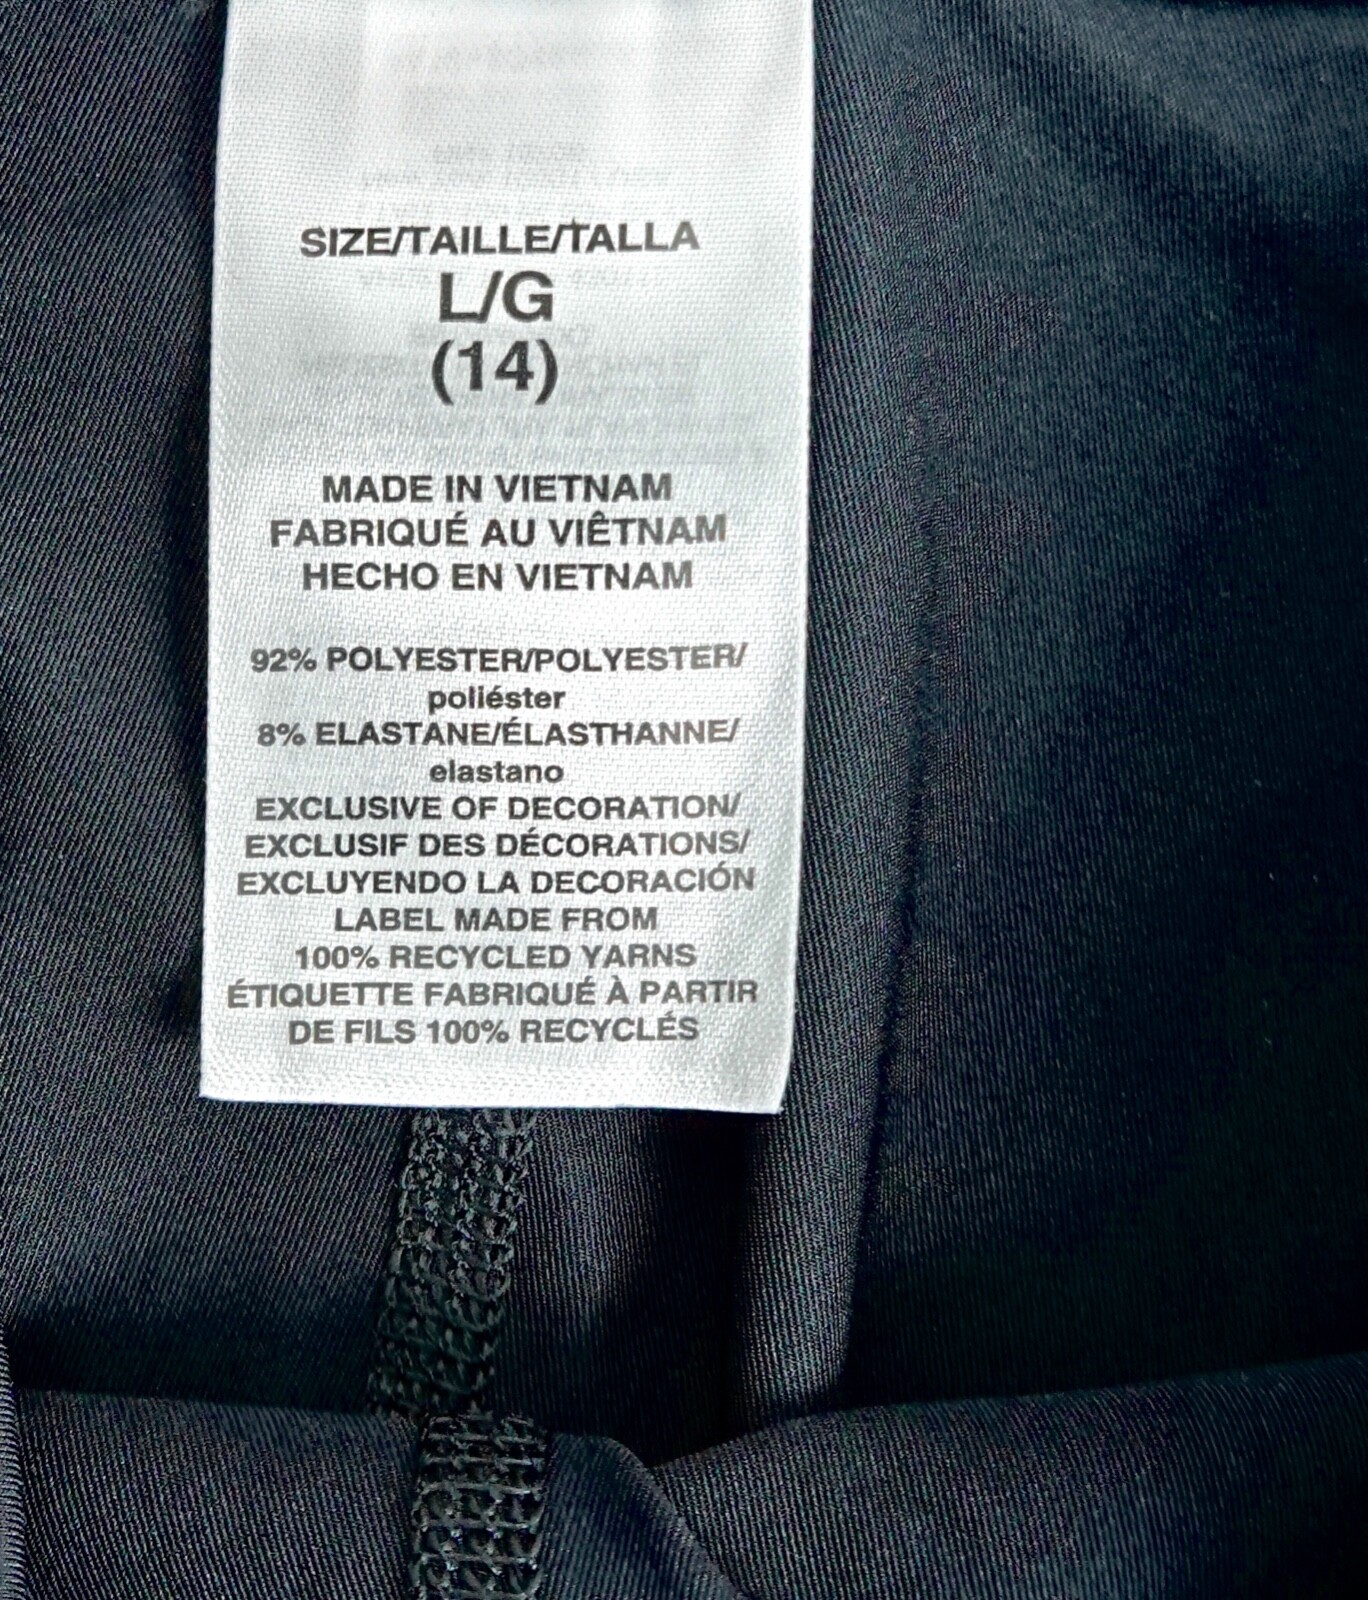 SIZE/TAILLE/TALLA
L/G
(14)
MADE IN VIETNAM
FABRIQUÉ AU VIÊTNAM
HECHO EN VIETNAM
92% POLYESTER/POLYESTER/
poliéster
8% ELASTANE/ÉLASTHANNE/
elastano
EXCLUSIVE OF DECORATION/
EXCLUSIF DES DÉCORATIONS/
EXCLUYENDO LA DECORACIÓN
LABEL MADE FROM
100% RECYCLED YARNS
ÉTIQUETTE FABRIQUÉ À PARTIR
DE FILS 100% RECYCLÉS